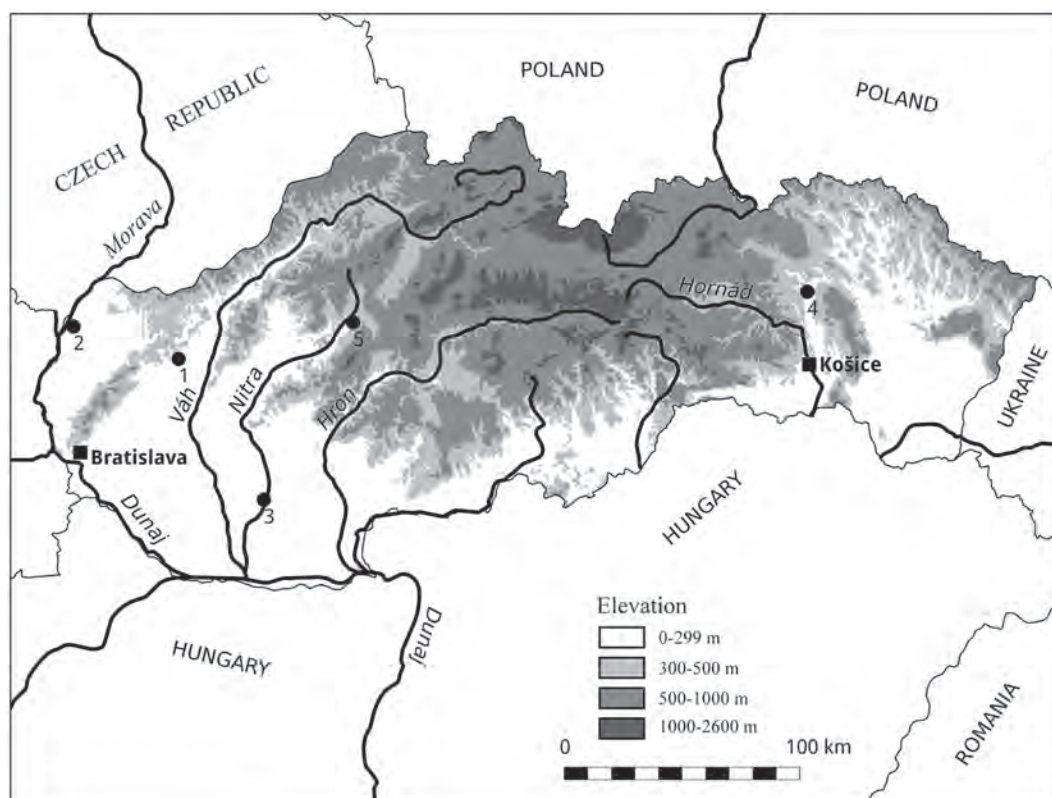 POLAND
POLAND
CZECH REPUBLIC
Morava
Hornád
4
2
5
Košice
1
Váh
Nitra
Hron
UKRAINE
Bratislava
Dunaj
3
HUNGARY
Elevation
0-299 m
300-500 m
500-1000 m
1000-2600 m
Dunaj
HUNGARY
ROMANIA
0 100 km